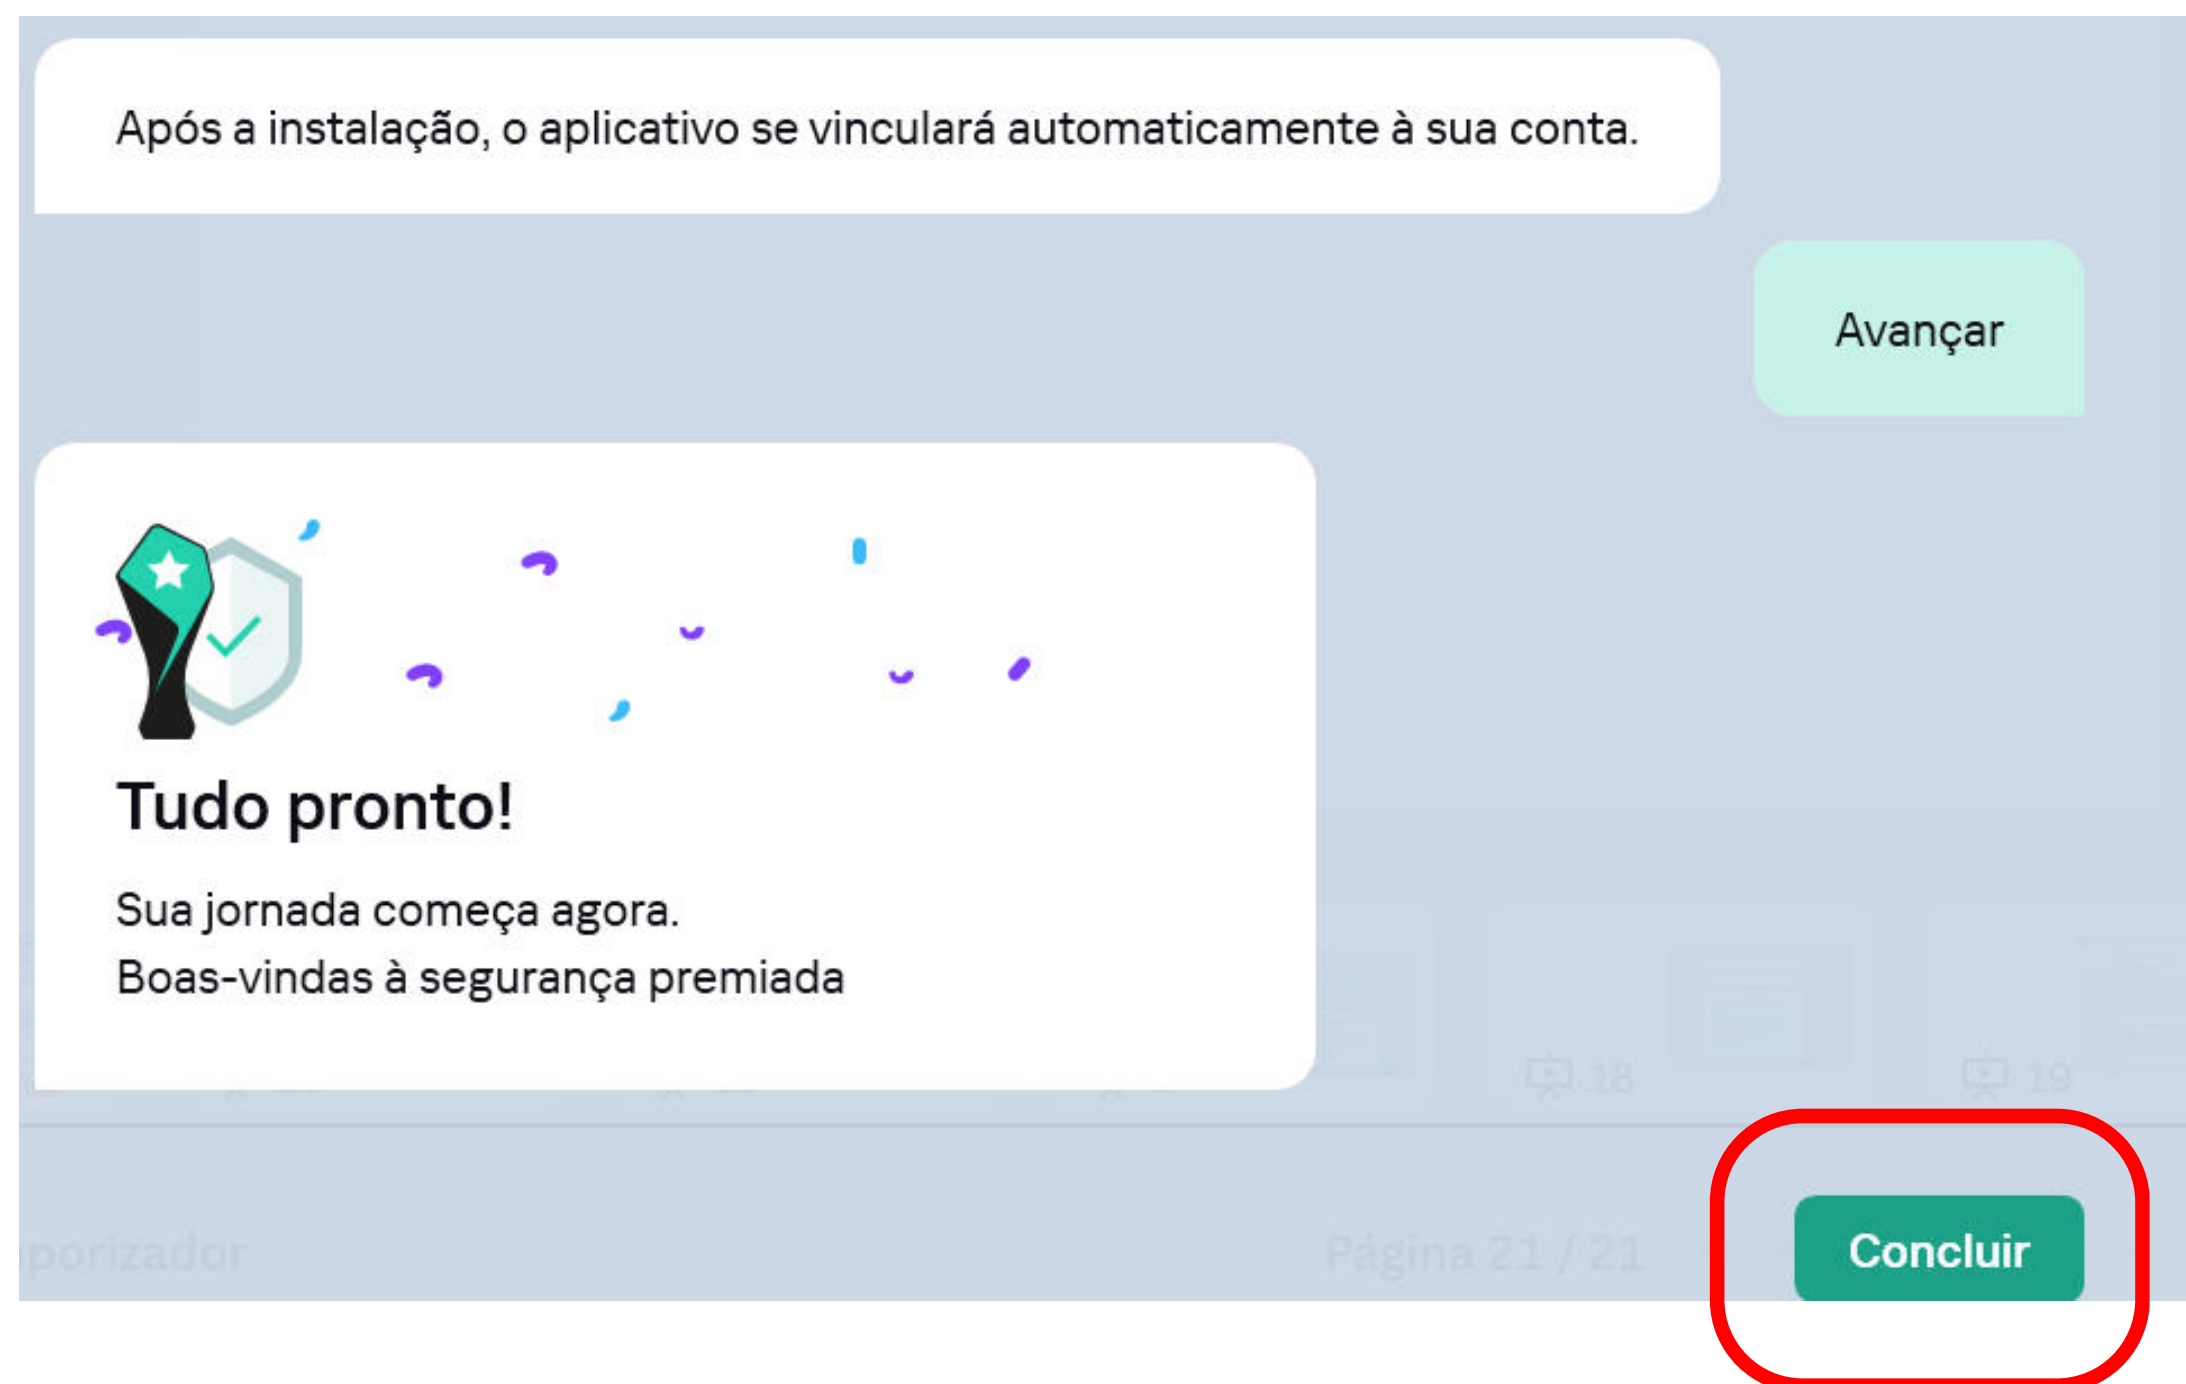 Após a instalação, o aplicativo se vinculará automaticamente à sua conta.
Avançar
Tudo pronto!
Sua jornada começa agora.
Boas-vindas à segurança premiada
18
19
porizador
Página 21 / 21
Concluir